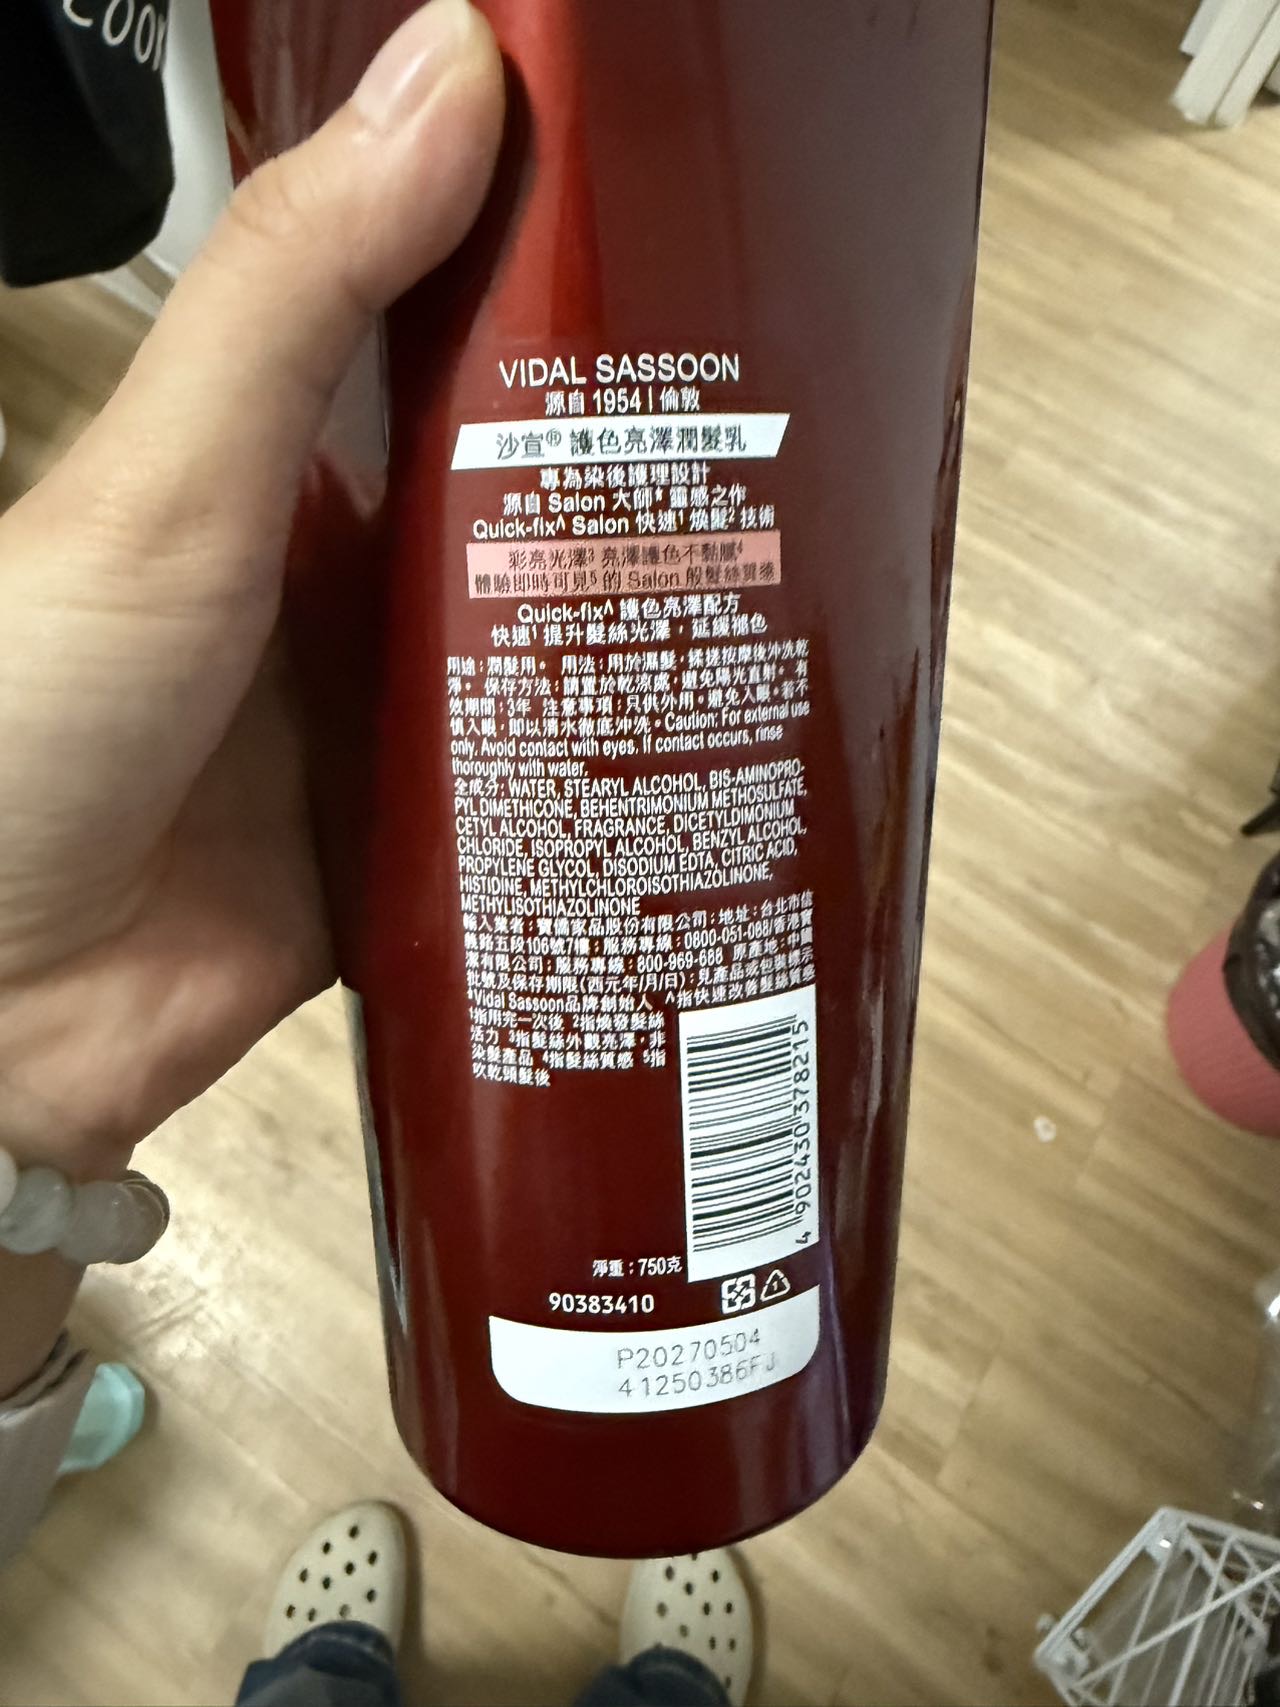 VIDAL SASSOON
源自 1954 | 倫敦
沙宣® 護色亮澤潤髮乳
專為染後護理設計
源自 Salon 大師* 靈感之作
Quick-fix^ Salon 快速¹ 煥髮² 技術
彩亮光澤³ 亮澤護色不黏膩⁴
體驗即時可見⁵ 的 Salon 般髮絲質感
Quick-fix^ 護色亮澤配方
快速¹ 提升髮絲光澤，延緩褪色
用途：潤髮用。 用法：用於濕髮，揉搓按摩後沖洗乾
淨。 保存方法：請置於乾涼處，避免陽光直射。 有
效期間：3年 注意事項：只供外用。避免入眼。若不
慎入眼，即以清水徹底沖洗。Caution: For external use
only. Avoid contact with eyes. If contact occurs, rinse
thoroughly with water.
全成分：WATER, STEARYL ALCOHOL, BIS-AMINOPRO-
PYL DIMETHICONE, BEHENTRIMONIUM METHOSULFATE,
CETYL ALCOHOL, FRAGRANCE, DICETYLDIMONIUM
CHLORIDE, ISOPROPYL ALCOHOL, BENZYL ALCOHOL,
PROPYLENE GLYCOL, DISODIUM EDTA, CITRIC ACID,
HISTIDINE, METHYLCHLOROISOTHIAZOLINONE,
METHYLISOTHIAZOLINONE
輸入業者：寶僑家品股份有限公司：地址：台北市信
義路五段106號7樓：服務專線：0800-051-068/香港寶
潔有限公司：服務專線：800-969-688 原產地：中國
批號及保存期限(西元年/月/日)：見產品或包裝標示
*Vidal Sassoon品牌創始人 ^指快速改善髮絲質感
¹指用完一次後 ²指煥發髮絲
活力 ³指髮絲外觀亮澤，非
染髮產品 ⁴指髮絲質感 ⁵指
吹乾頭髮後
4 902430 378215
淨重：750克
90383410
1
P20270504
41250386FJ